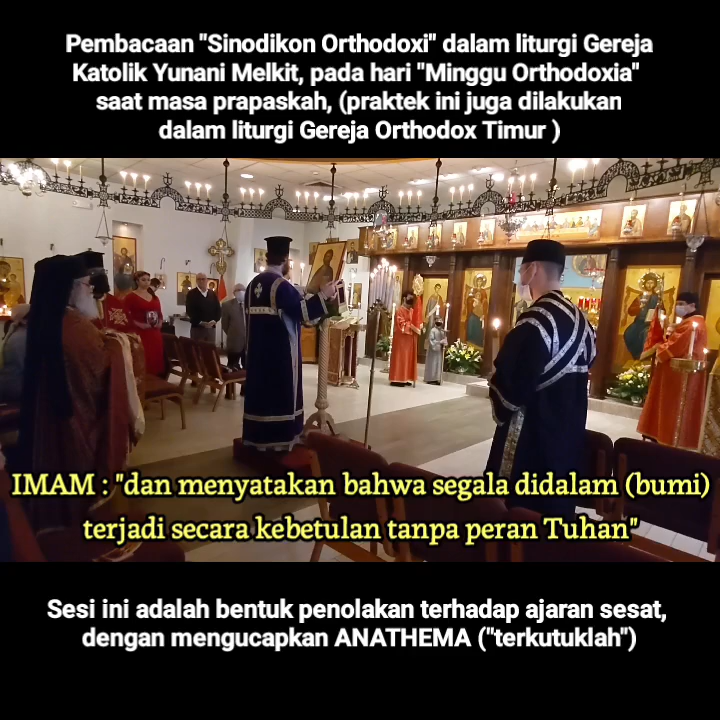 Pembacaan "Sinodikon Orthodoxi" dalam liturgi Gereja
Katolik Yunani Melkit, pada hari "Minggu Orthodoxia"
saat masa prapaskah, (praktek ini juga dilakukan
dalam liturgi Gereja Orthodox Timur )
IMAM : "dan menyatakan bahwa segala didalam (bumi)
terjadi secara kebetulan tanpa peran Tuhan"
Sesi ini adalah bentuk penolakan terhadap ajaran sesat,
dengan mengucapkan ANATHEMA ("terkutuklah")